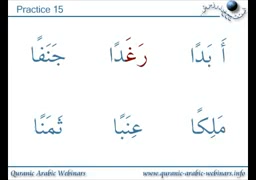 Practice 15
أَ بَدًا رَغَدًا جَنَفًا
مَلِكًا عِنَبًا ثَمَنًا
Quranic Arabic Webinars www.quranic-arabic-webinars.info